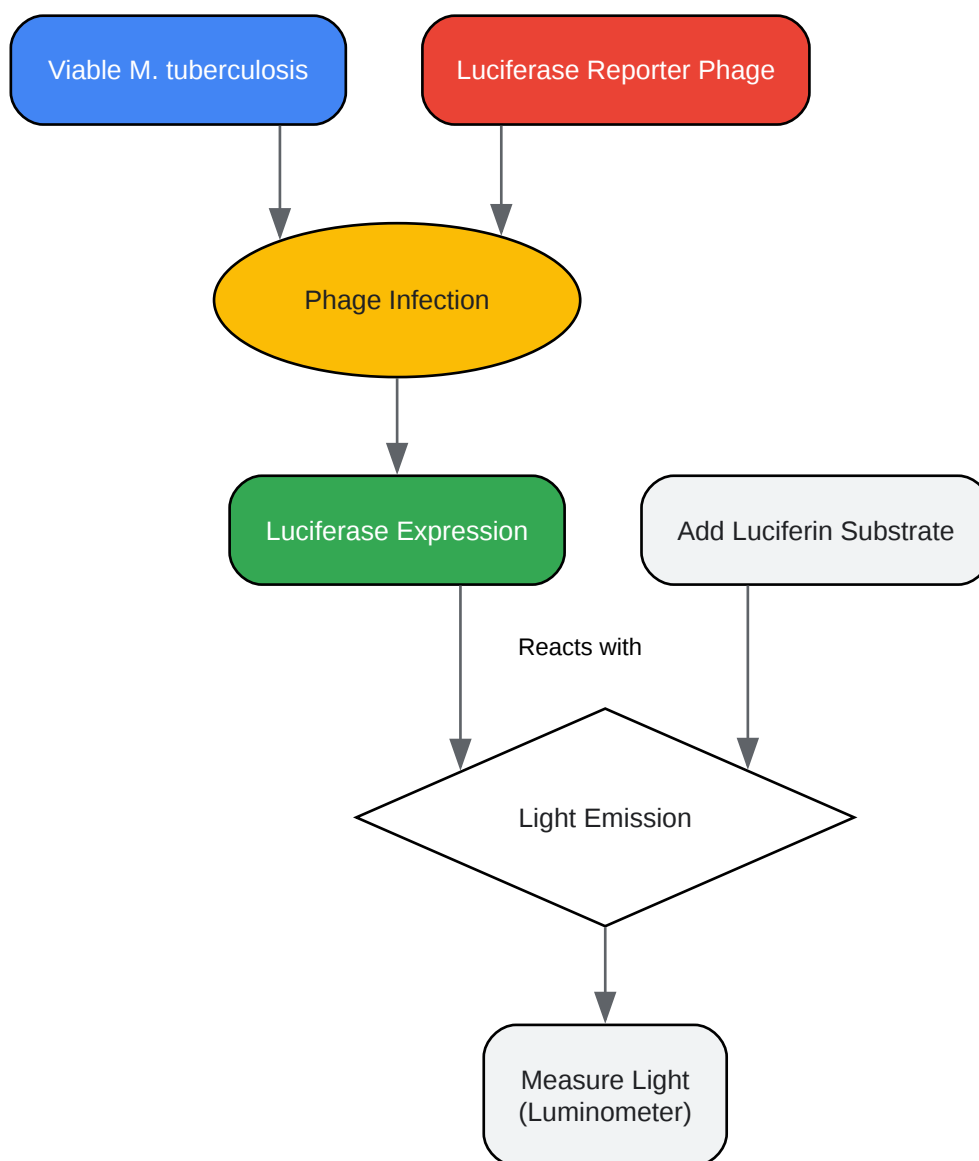 Viable M. tuberculosis
Luciferase Reporter Phage
Phage Infection
Luciferase Expression
Add Luciferin Substrate
Reacts with
Light Emission
Measure Light
(Luminometer)